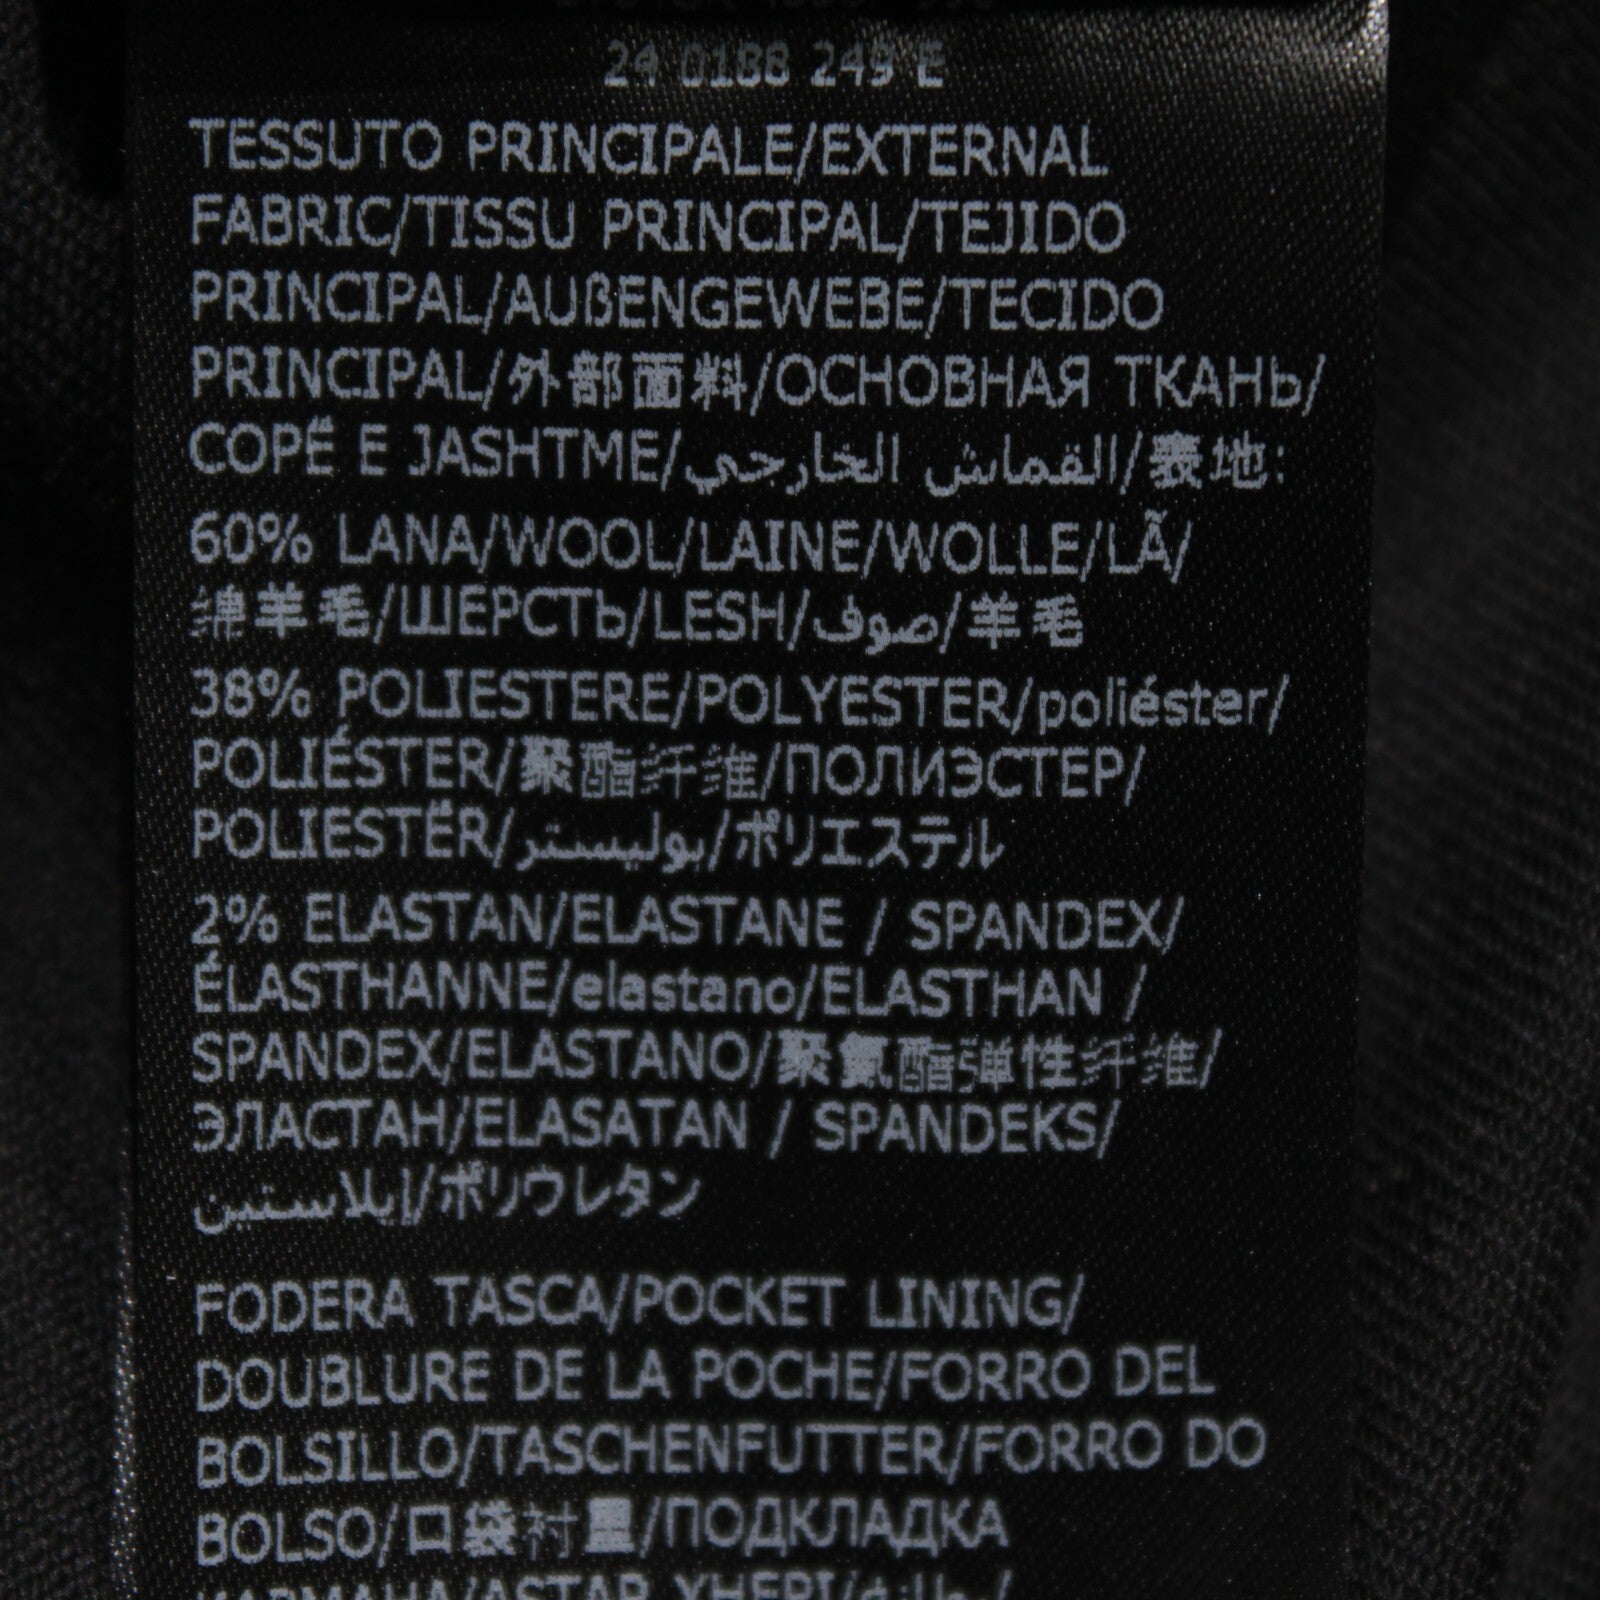 24 0188 249 E
TESSUTO PRINCIPALE/EXTERNAL
FABRIC/TISSU PRINCIPAL/TEJIDO
PRINCIPAL/AUßENGEWEBE/TECIDO
PRINCIPAL/外部面料/ОСНОВНАЯ ТКАНЬ/
COPË E JASHTME/القماش الخارجي/表地:
60% LANA/WOOL/LAINE/WOLLE/LÃ/
绵羊毛/ШЕРСТЬ/LESH/صوف/羊毛
38% POLIESTERE/POLYESTER/poliéster/
POLIÉSTER/聚酯纤维/ПОЛИЭСТЕР/
POLIESTËR/بوليستر/ポリエステル
2% ELASTAN/ELASTANE / SPANDEX/
ÉLASTHANNE/elastano/ELASTHAN /
SPANDEX/ELASTANO/聚氨酯弹性纤维/
ЭЛАСТАН/ELASATAN / SPANDEKS/
إيلاستين/ポリウレタン
FODERA TASCA/POCKET LINING/
DOUBLURE DE LA POCHE/FORRO DEL
BOLSILLO/TASCHENFUTTER/FORRO DO
BOLSO/口袋衬里/ПОДКЛАДКА
КАРМАНА/ASTAR XHEPI/